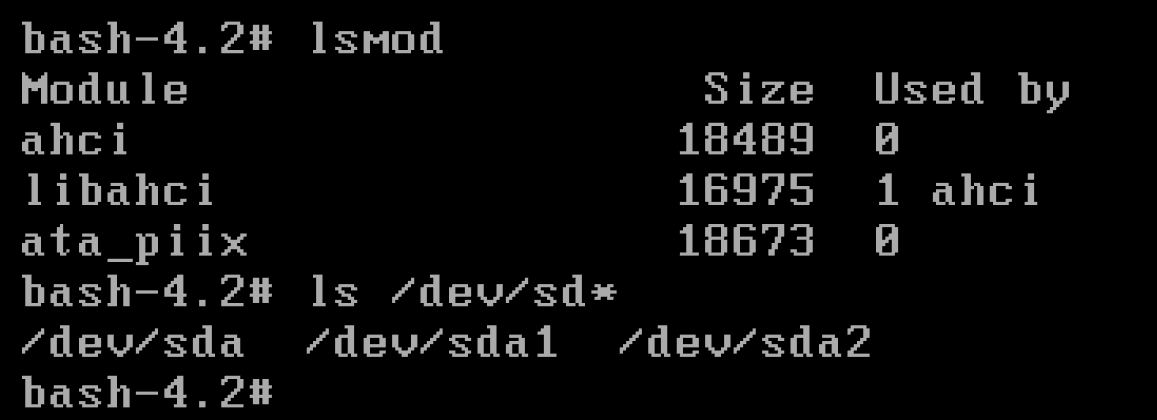 bash-4.2# lsmod
Module Size Used by
ahci 18489 0
libahci 16975 1 ahci
ata_piix 18673 0
bash-4.2# ls /dev/sd*
/dev/sda /dev/sda1 /dev/sda2
bash-4.2#